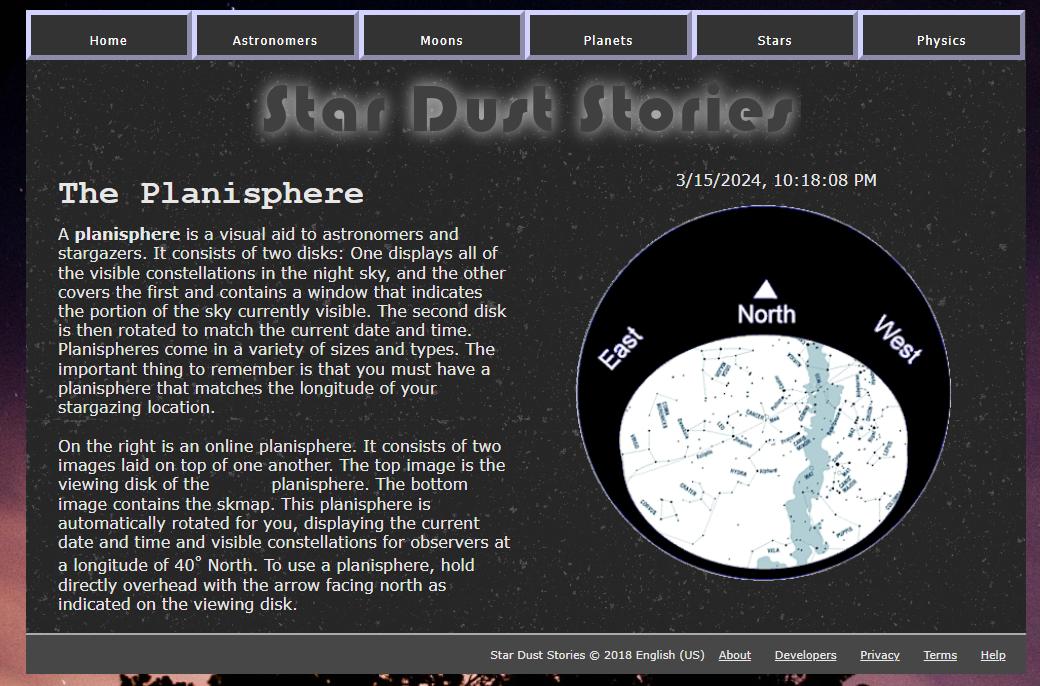 Home Astronomers Moons Planets Stars Physics
Star Dust Stories
The Planisphere
A planisphere is a visual aid to astronomers and
stargazers. It consists of two disks: One displays all of
the visible constellations in the night sky, and the other
covers the first and contains a window that indicates
the portion of the sky currently visible. The second disk
is then rotated to match the current date and time.
Planispheres come in a variety of sizes and types. The
important thing to remember is that you must have a
planisphere that matches the longitude of your
stargazing location.
On the right is an online planisphere. It consists of two
images laid on top of one another. The top image is the
viewing disk of the planisphere. The bottom
image contains the skmap. This planisphere is
automatically rotated for you, displaying the current
date and time and visible constellations for observers at
a longitude of 40° North. To use a planisphere, hold
directly overhead with the arrow facing north as
indicated on the viewing disk.
3/15/2024, 10:18:08 PM
North
East
West
HYDRA
CRATER
VELA
PUPPIS
Star Dust Stories © 2018 English (US) About Developers Privacy Terms Help